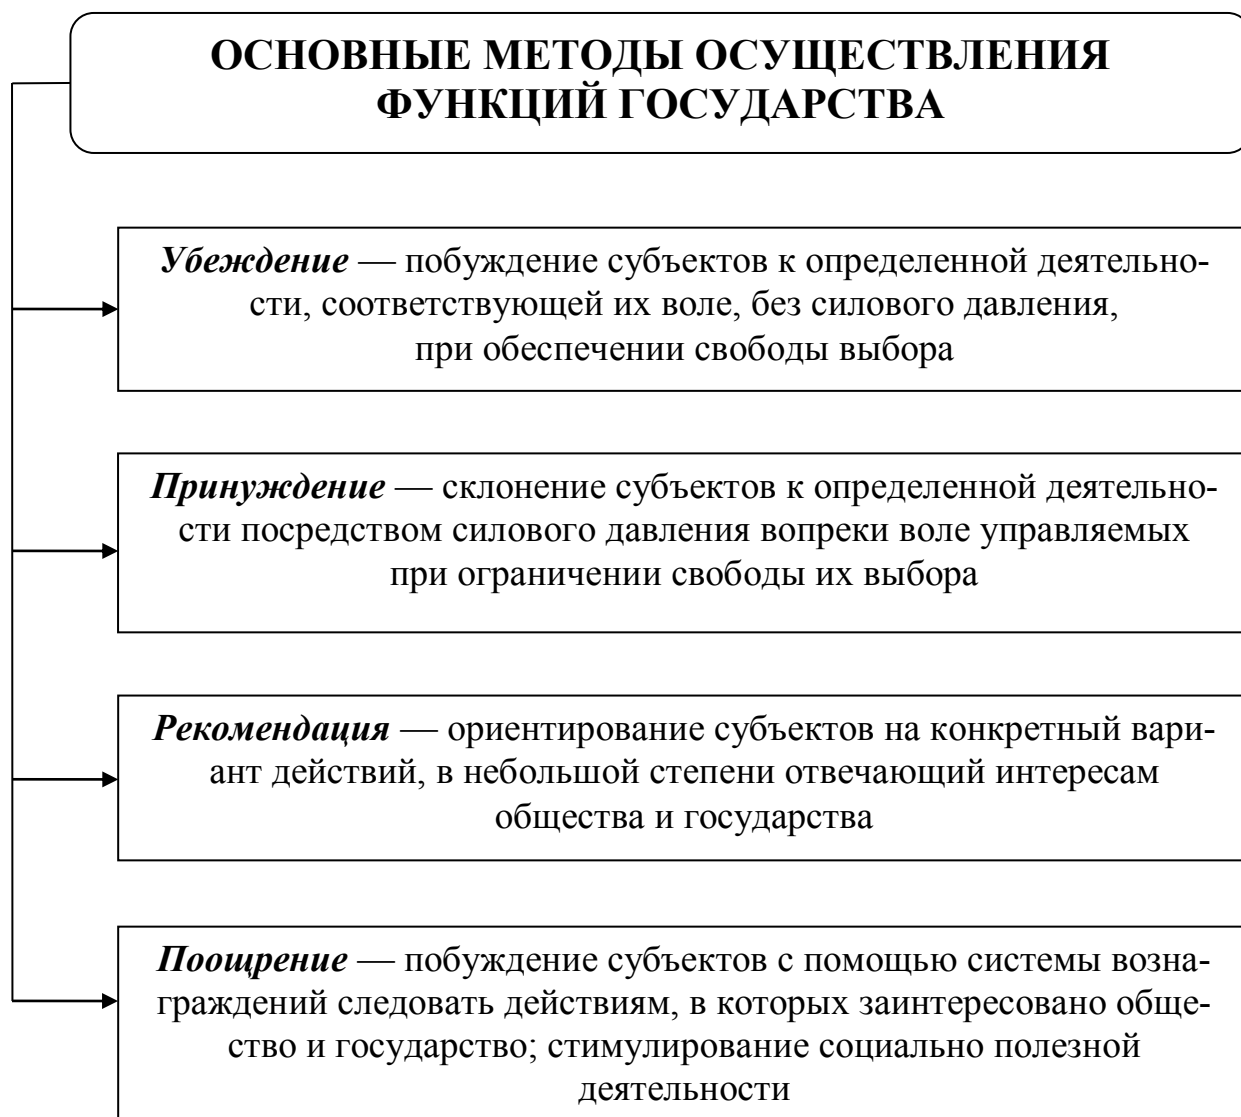 ОСНОВНЫЕ МЕТОДЫ ОСУЩЕСТВЛЕНИЯ
ФУНКЦИЙ ГОСУДАРСТВА
Убеждение — побуждение субъектов к определенной деятельно-
сти, соответствующей их воле, без силового давления,
при обеспечении свободы выбора
Принуждение — склонение субъектов к определенной деятельно-
сти посредством силового давления вопреки воле управляемых
при ограничении свободы их выбора
Рекомендация — ориентирование субъектов на конкретный вари-
ант действий, в небольшой степени отвечающий интересам
общества и государства
Поощрение — побуждение субъектов с помощью системы возна-
граждений следовать действиям, в которых заинтересовано обще-
ство и государство; стимулирование социально полезной
деятельности